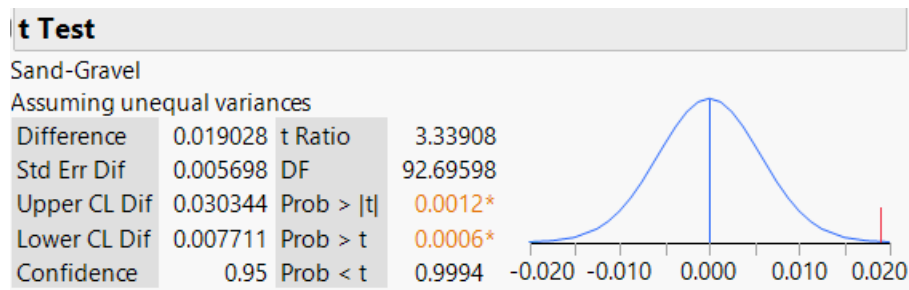 t Test
Sand-Gravel
Assuming unequal variances
Difference 0.019028 t Ratio 3.33908
Std Err Dif 0.005698 DF 92.69598
Upper CL Dif 0.030344 Prob > |t| 0.0012*
Lower CL Dif 0.007711 Prob > t 0.0006*
Confidence 0.95 Prob < t 0.9994
-0.020 -0.010 0.000 0.010 0.020